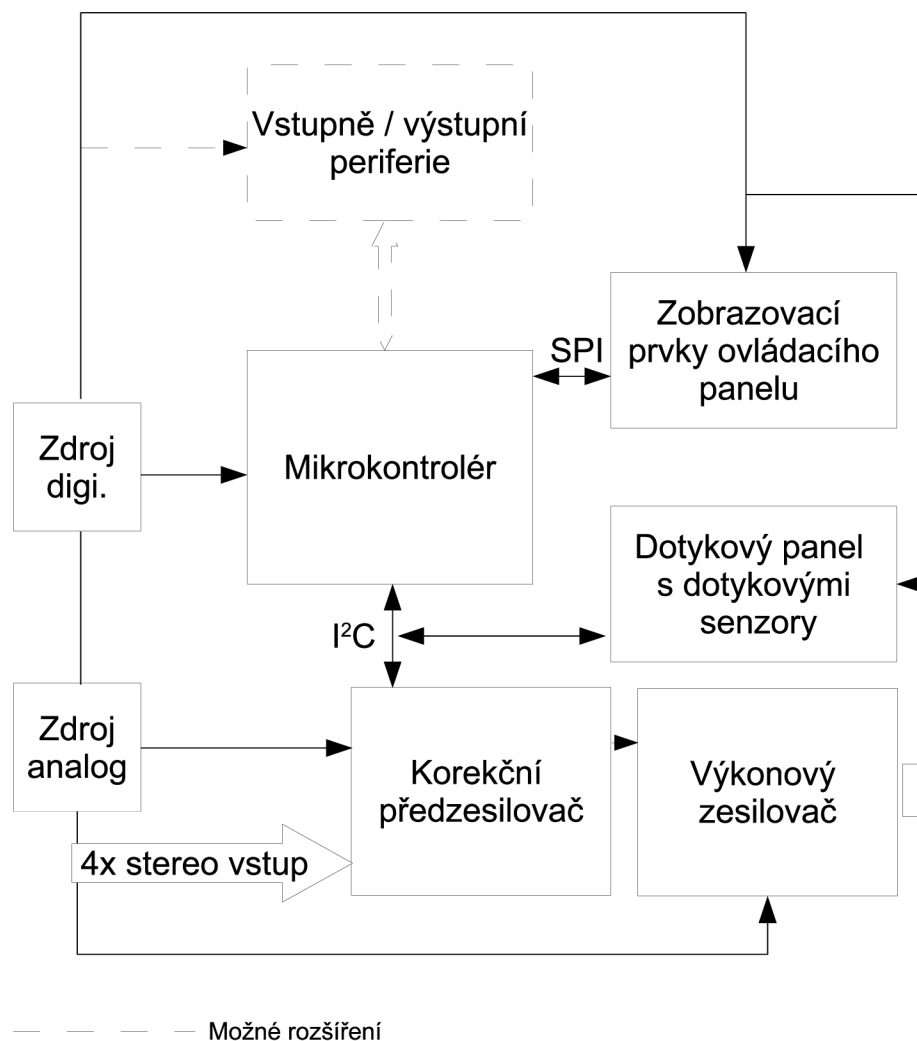 Vstupně / výstupní
periferie
Zobrazovací
prvky ovládacího
panelu
SPI
Zdroj
digi.
Mikrokontrolér
Dotykový panel
s dotykovými
senzory
I²C
Zdroj
analog
Korekční
předzesilovač
Výkonový
zesilovač
4x stereo vstup
Možné rozšíření